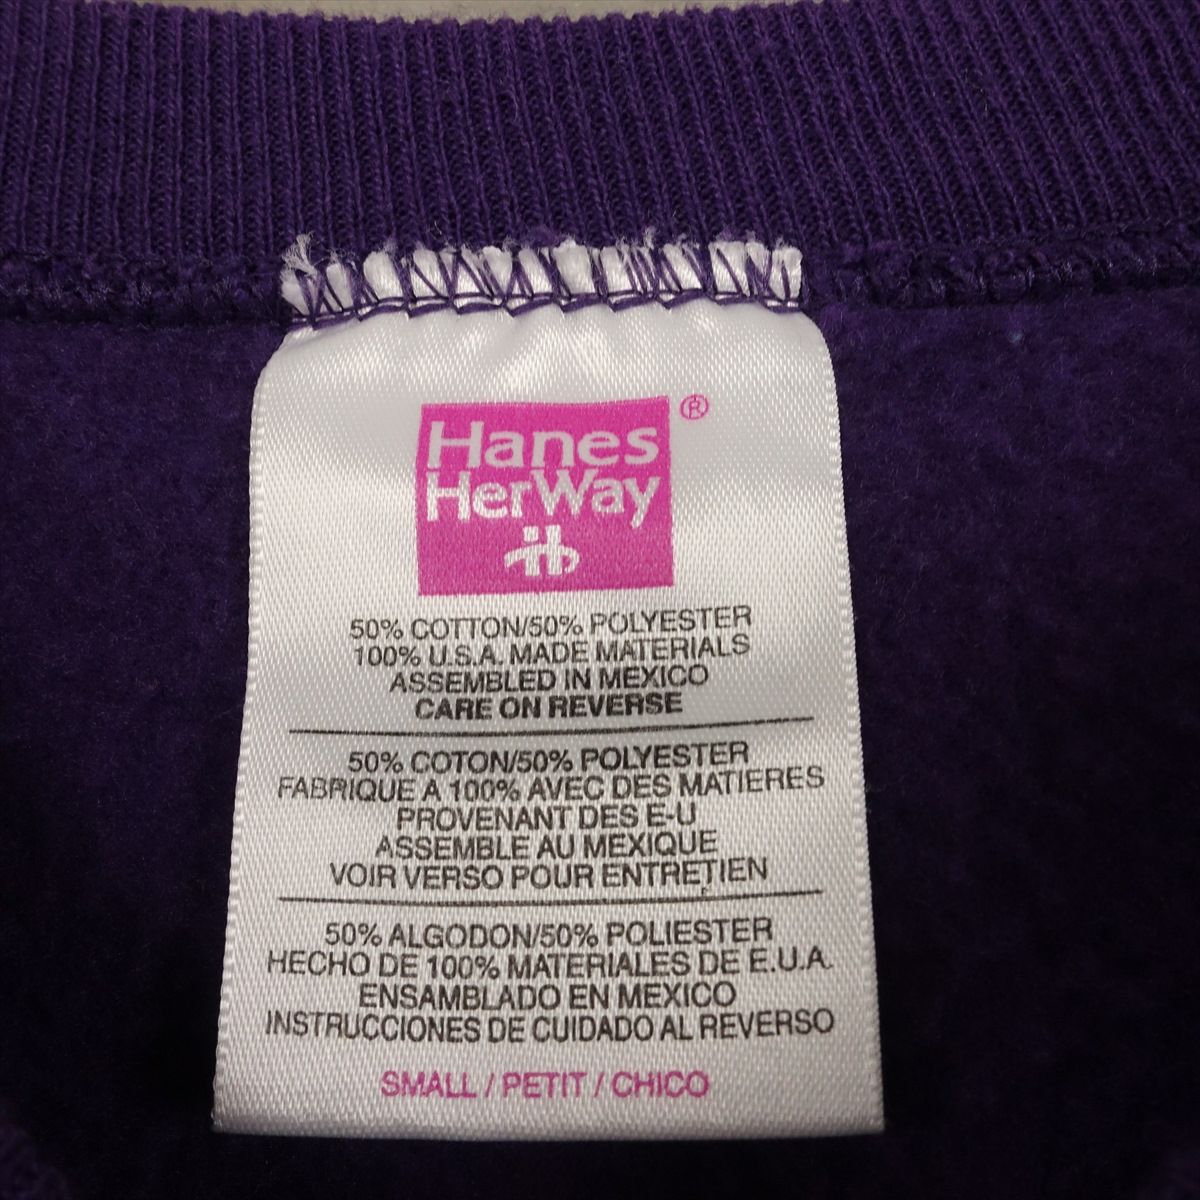 Hanes
HerWay
®
50% COTTON/50% POLYESTER
100% U.S.A. MADE MATERIALS
ASSEMBLED IN MEXICO
CARE ON REVERSE
50% COTON/50% POLYESTER
FABRIQUE A 100% AVEC DES MATIERES
PROVENANT DES E-U
ASSEMBLE AU MEXIQUE
VOIR VERSO POUR ENTRETIEN
50% ALGODON/50% POLIESTER
HECHO DE 100% MATERIALES DE E.U.A.
ENSAMBLADO EN MEXICO
INSTRUCCIONES DE CUIDADO AL REVERSO
SMALL / PETIT / CHICO